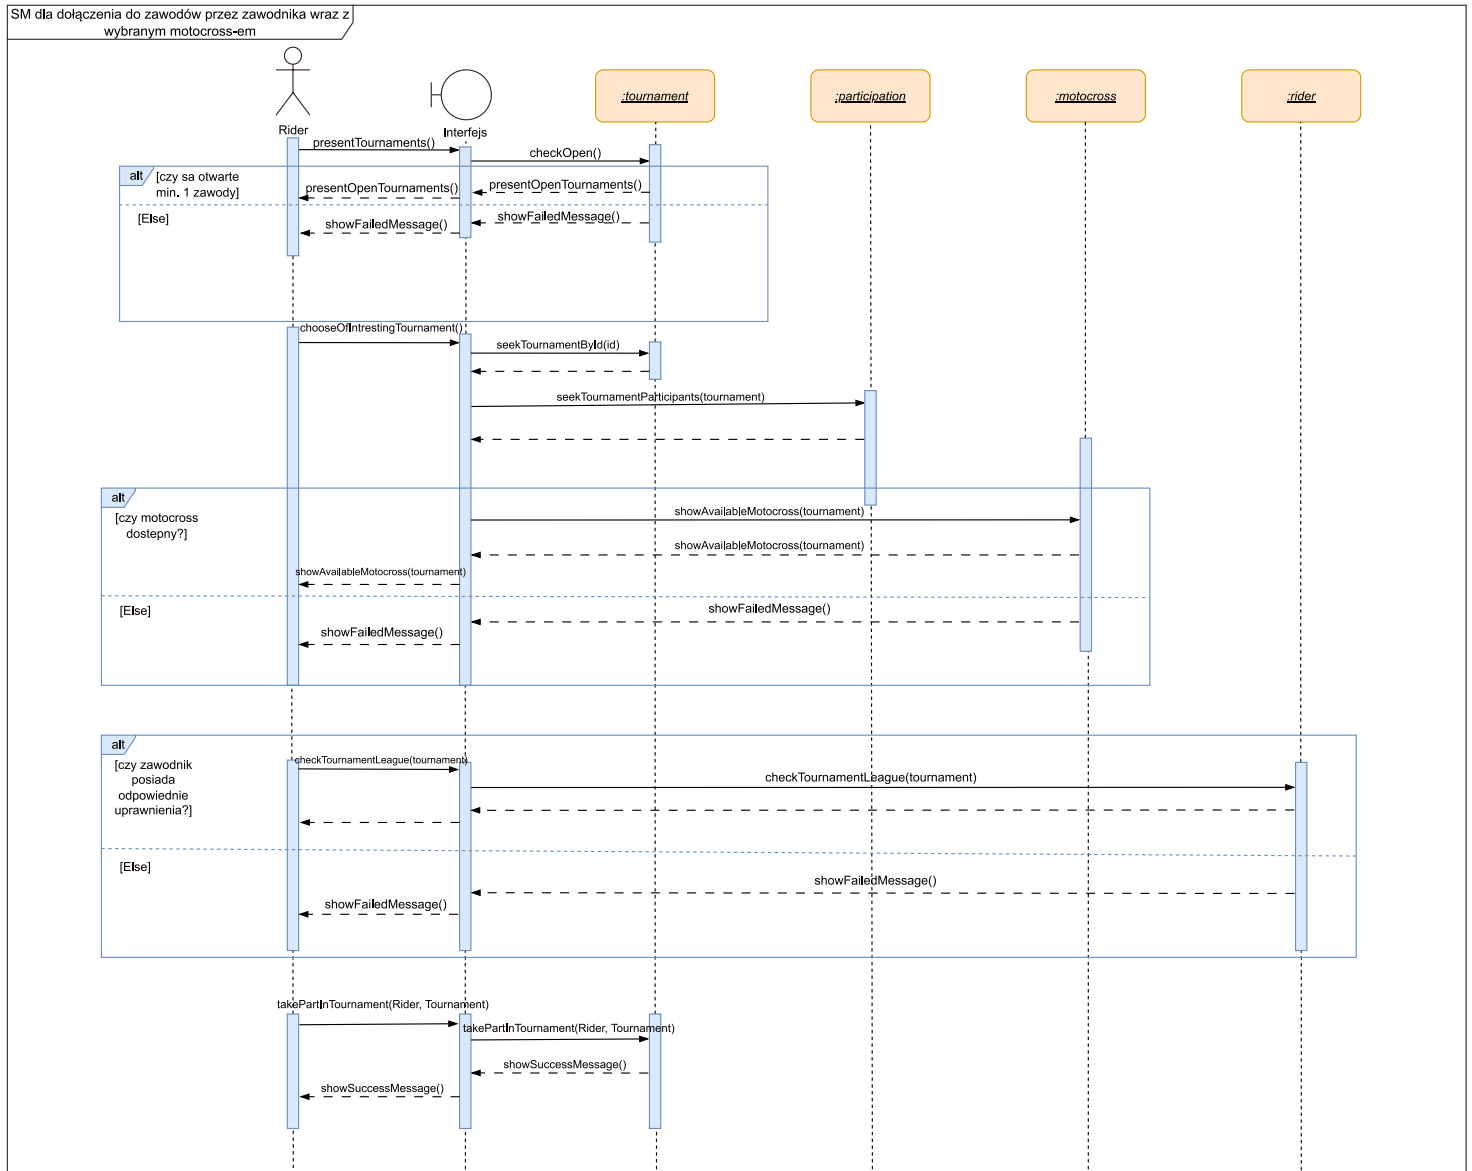 SM dla dołączenia do zawodów przez zawodnika wraz z
wybranym motocross-em
Rider
Interfejs
:tournament
:participation
:motocross
:rider
presentTournaments()
checkOpen()
alt
[czy sa otwarte
min. 1 zawody]
presentOpenTournaments()
presentOpenTournaments()
[Else]
showFailedMessage()
showFailedMessage()
chooseOfIntrestingTournament()
seekTournamentById(id)
seekTournamentParticipants(tournament)
alt
[czy motocross
dostepny?]
showAvailableMotocross(tournament)
showAvailableMotocross(tournament)
showAvailableMotocross(tournament)
[Else]
showFailedMessage()
showFailedMessage()
alt
[czy zawodnik
posiada
odpowiednie
uprawnienia?]
checkTournamentLeague(tournament)
checkTournamentLeague(tournament)
[Else]
showFailedMessage()
showFailedMessage()
takePartInTournament(Rider, Tournament)
takePartInTournament(Rider, Tournament)
showSuccessMessage()
showSuccessMessage()